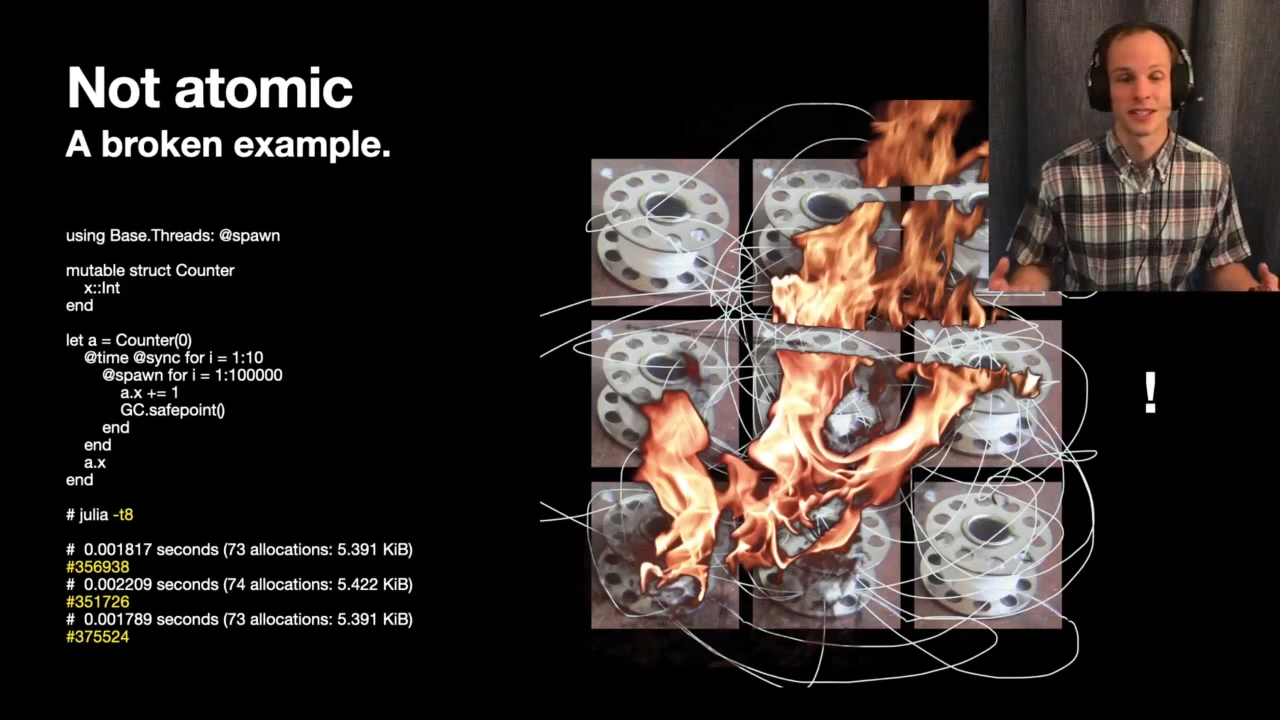 Not atomic
A broken example.
using Base.Threads: @spawn
mutable struct Counter
x::Int
end
let a = Counter(0)
@time @sync for i = 1:10
@spawn for i = 1:100000
a.x += 1
GC.safepoint()
end
end
a.x
end
# julia -t8
# 0.001817 seconds (73 allocations: 5.391 KiB)
#356938
# 0.002209 seconds (74 allocations: 5.422 KiB)
#351726
# 0.001789 seconds (73 allocations: 5.391 KiB)
#375524
!